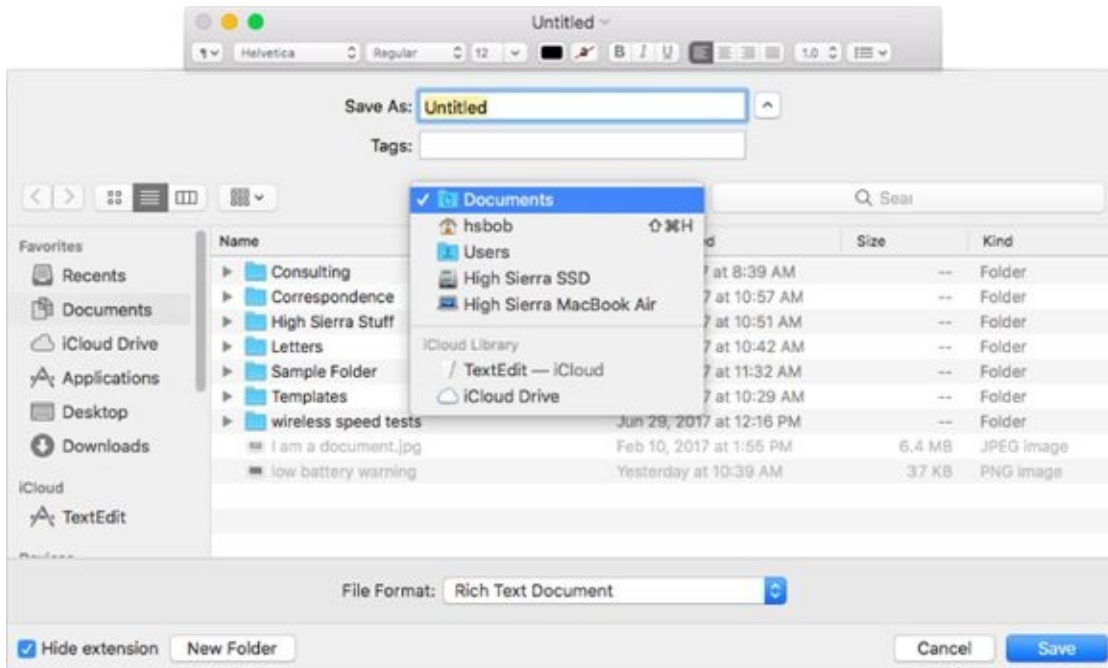 Untitled
Helvetica Regular 12 B I U 1.0
Save As: Untitled
Tags:
Documents
hsbob ⇧⌘H
Users
High Sierra SSD
High Sierra MacBook Air
iCloud Library
TextEdit — iCloud
iCloud Drive
Favorites
Recents
Documents
iCloud Drive
Applications
Desktop
Downloads
iCloud
TextEdit
Name Size Kind
Consulting 7 at 8:39 AM -- Folder
Correspondence 7 at 10:57 AM -- Folder
High Sierra Stuff 7 at 10:51 AM -- Folder
Letters 7 at 10:42 AM -- Folder
Sample Folder 7 at 11:32 AM -- Folder
Templates 7 at 10:29 AM -- Folder
wireless speed tests Jun 29, 2017 at 12:16 PM -- Folder
I am a document.jpg Feb 10, 2017 at 1:55 PM 6.4 MB JPEG image
low battery warning Yesterday at 10:39 AM 37 KB PNG image
File Format: Rich Text Document
Hide extension New Folder Cancel Save